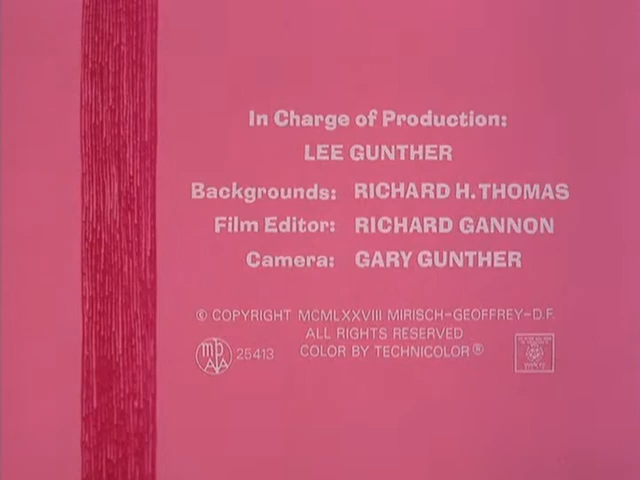 In Charge of Production:
LEE GUNTHER
Backgrounds: RICHARD H. THOMAS
Film Editor: RICHARD GANNON
Camera: GARY GUNTHER
© COPYRIGHT MCMLXXVIII MIRISCH-GEOFFREY-D.F.
ALL RIGHTS RESERVED
COLOR BY TECHNICOLOR®
mpAA 25413